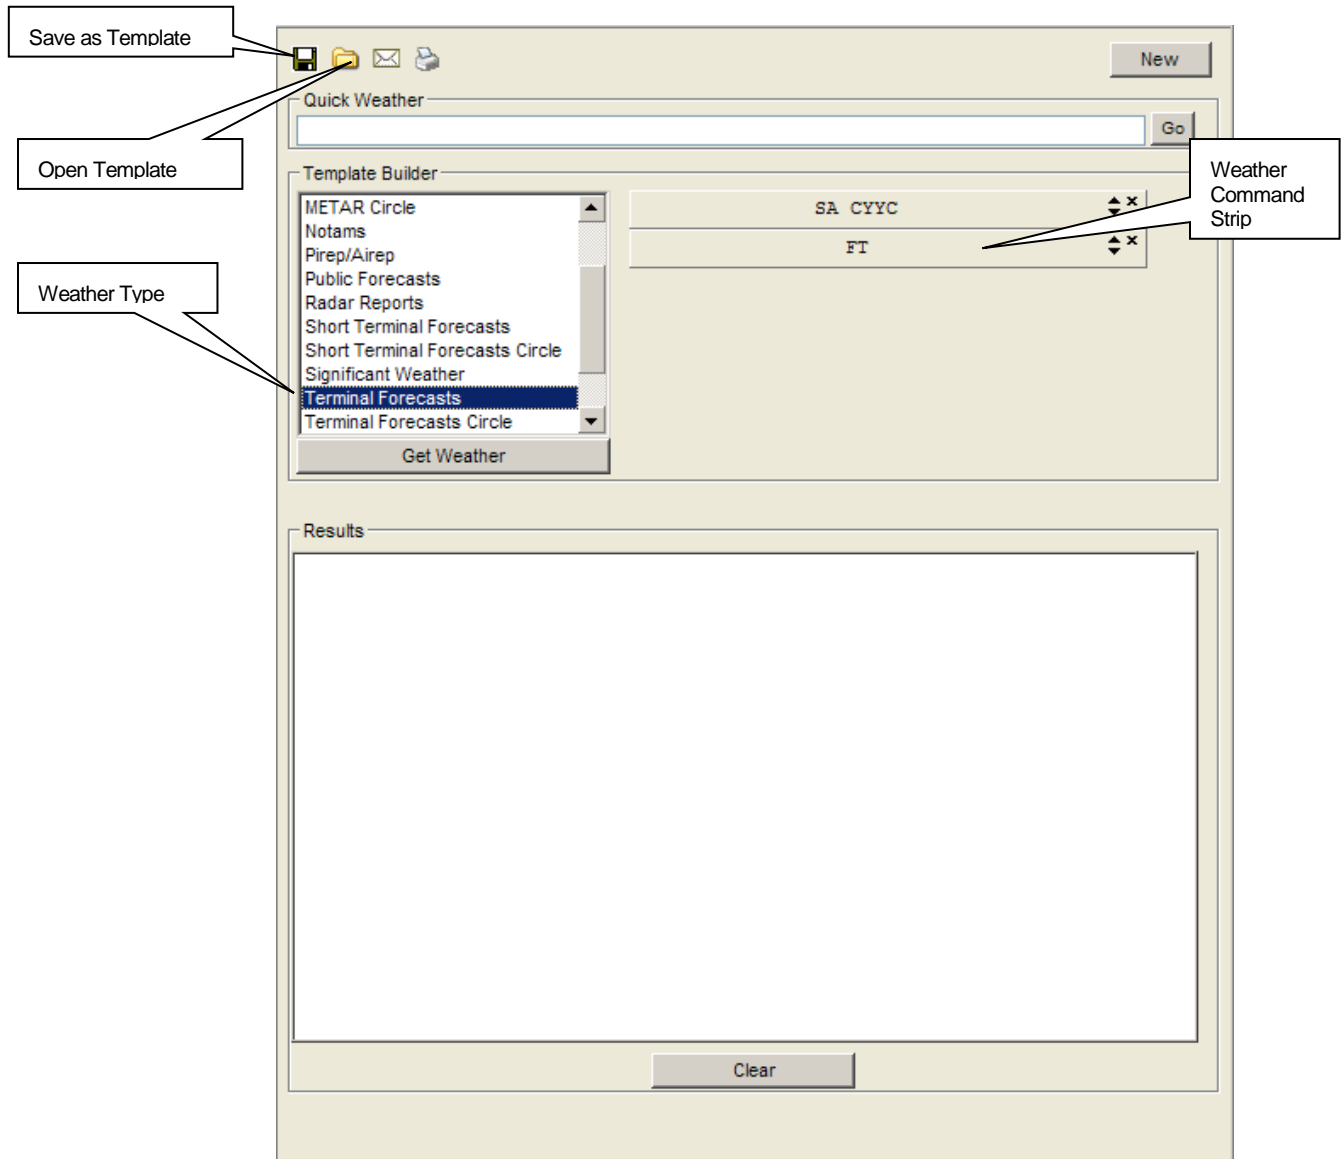 Save as Template
New
Quick Weather
Go
Open Template
Template Builder
Weather
Command
Strip
METAR Circle
Notams
Pirep/Airep
Public Forecasts
Radar Reports
Short Terminal Forecasts
Short Terminal Forecasts Circle
Significant Weather
Terminal Forecasts
Terminal Forecasts Circle
SA CYYC
FT
Weather Type
Get Weather
Results
Clear